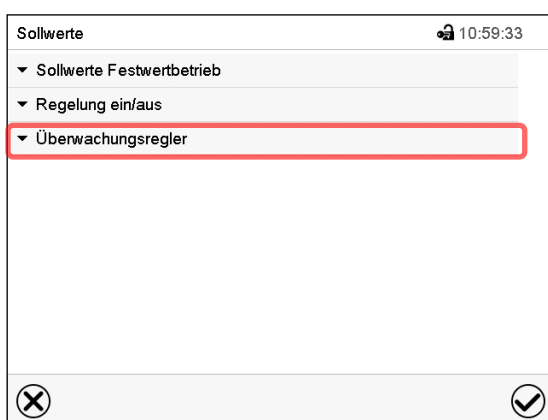 Sollwerte 10:59:33
Sollwerte Festwertbetrieb
Regelung ein/aus
Überwachungsregler